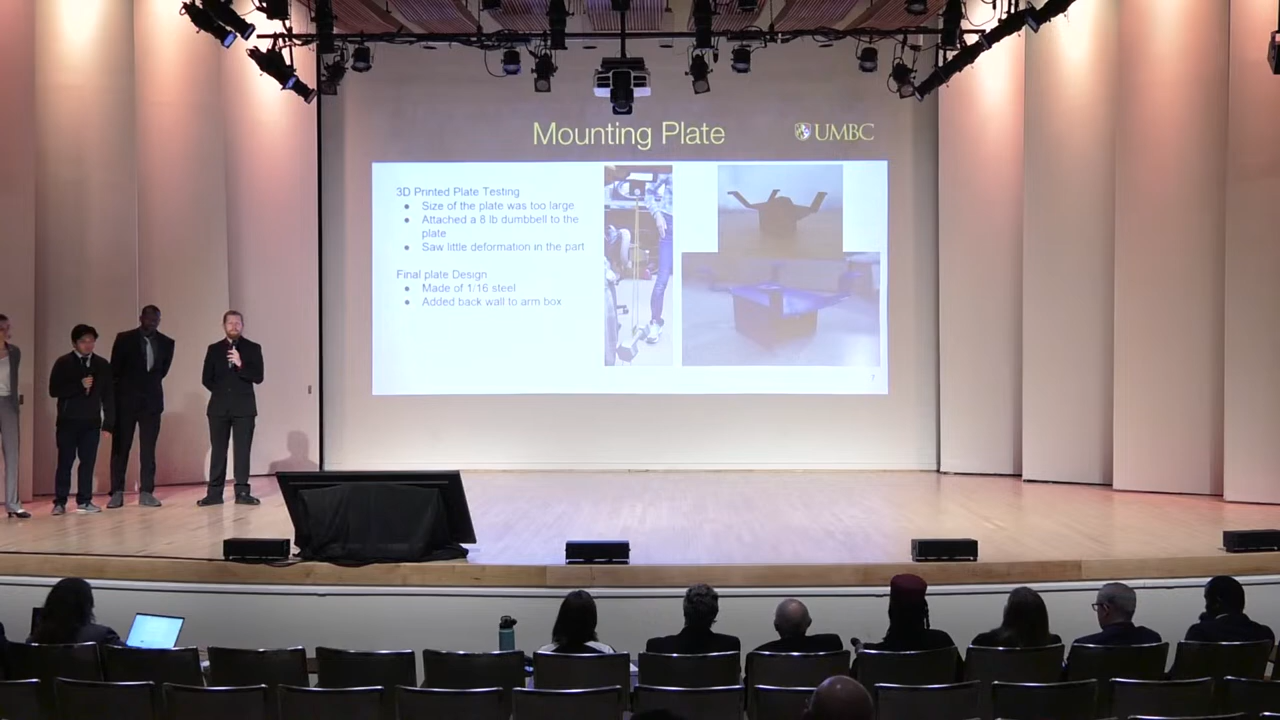 Mounting Plate
UMBC
3D Printed Plate Testing
● Size of the plate was too large
● Attached a 8 lb dumbbell to the
plate
● Saw little deformation in the part
Final plate Design
● Made of 1/16 steel
● Added back wall to arm box
7